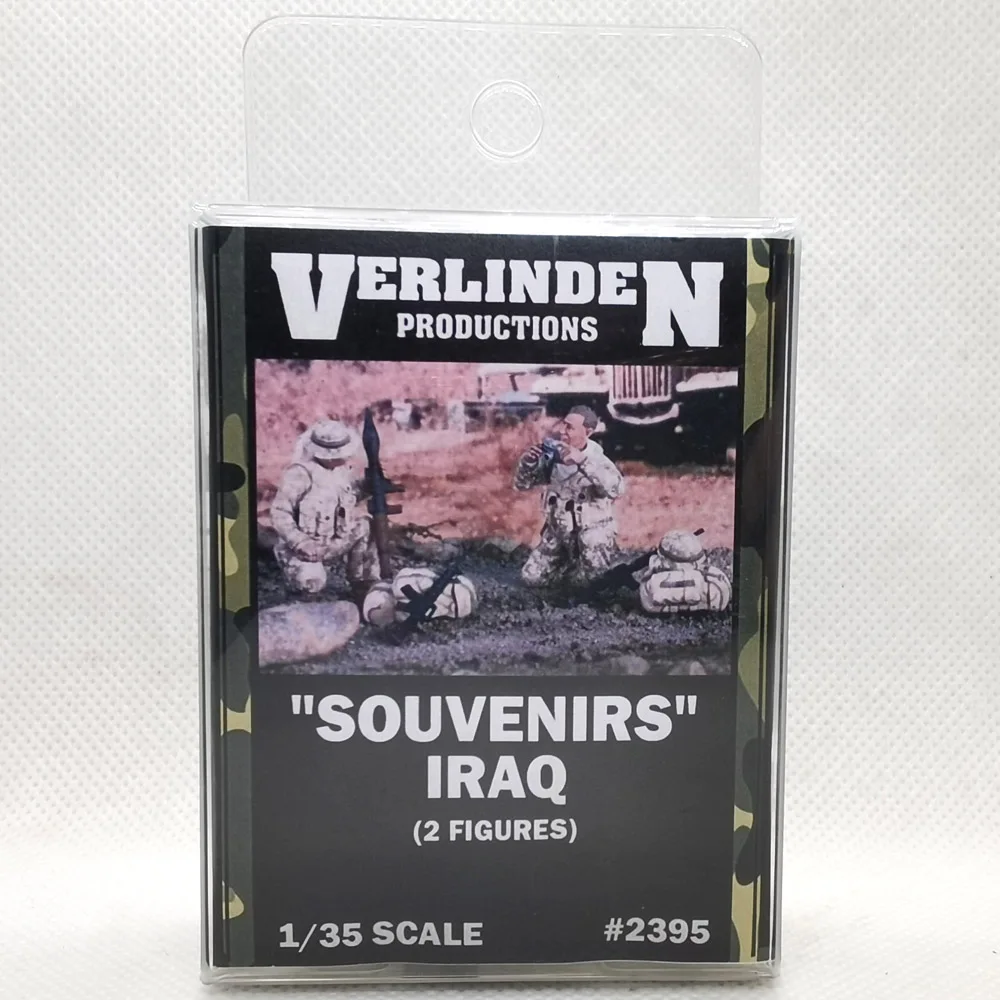 VERLINDEN
PRODUCTIONS
"SOUVENIRS"
IRAQ
(2 FIGURES)
1/35 SCALE #2395